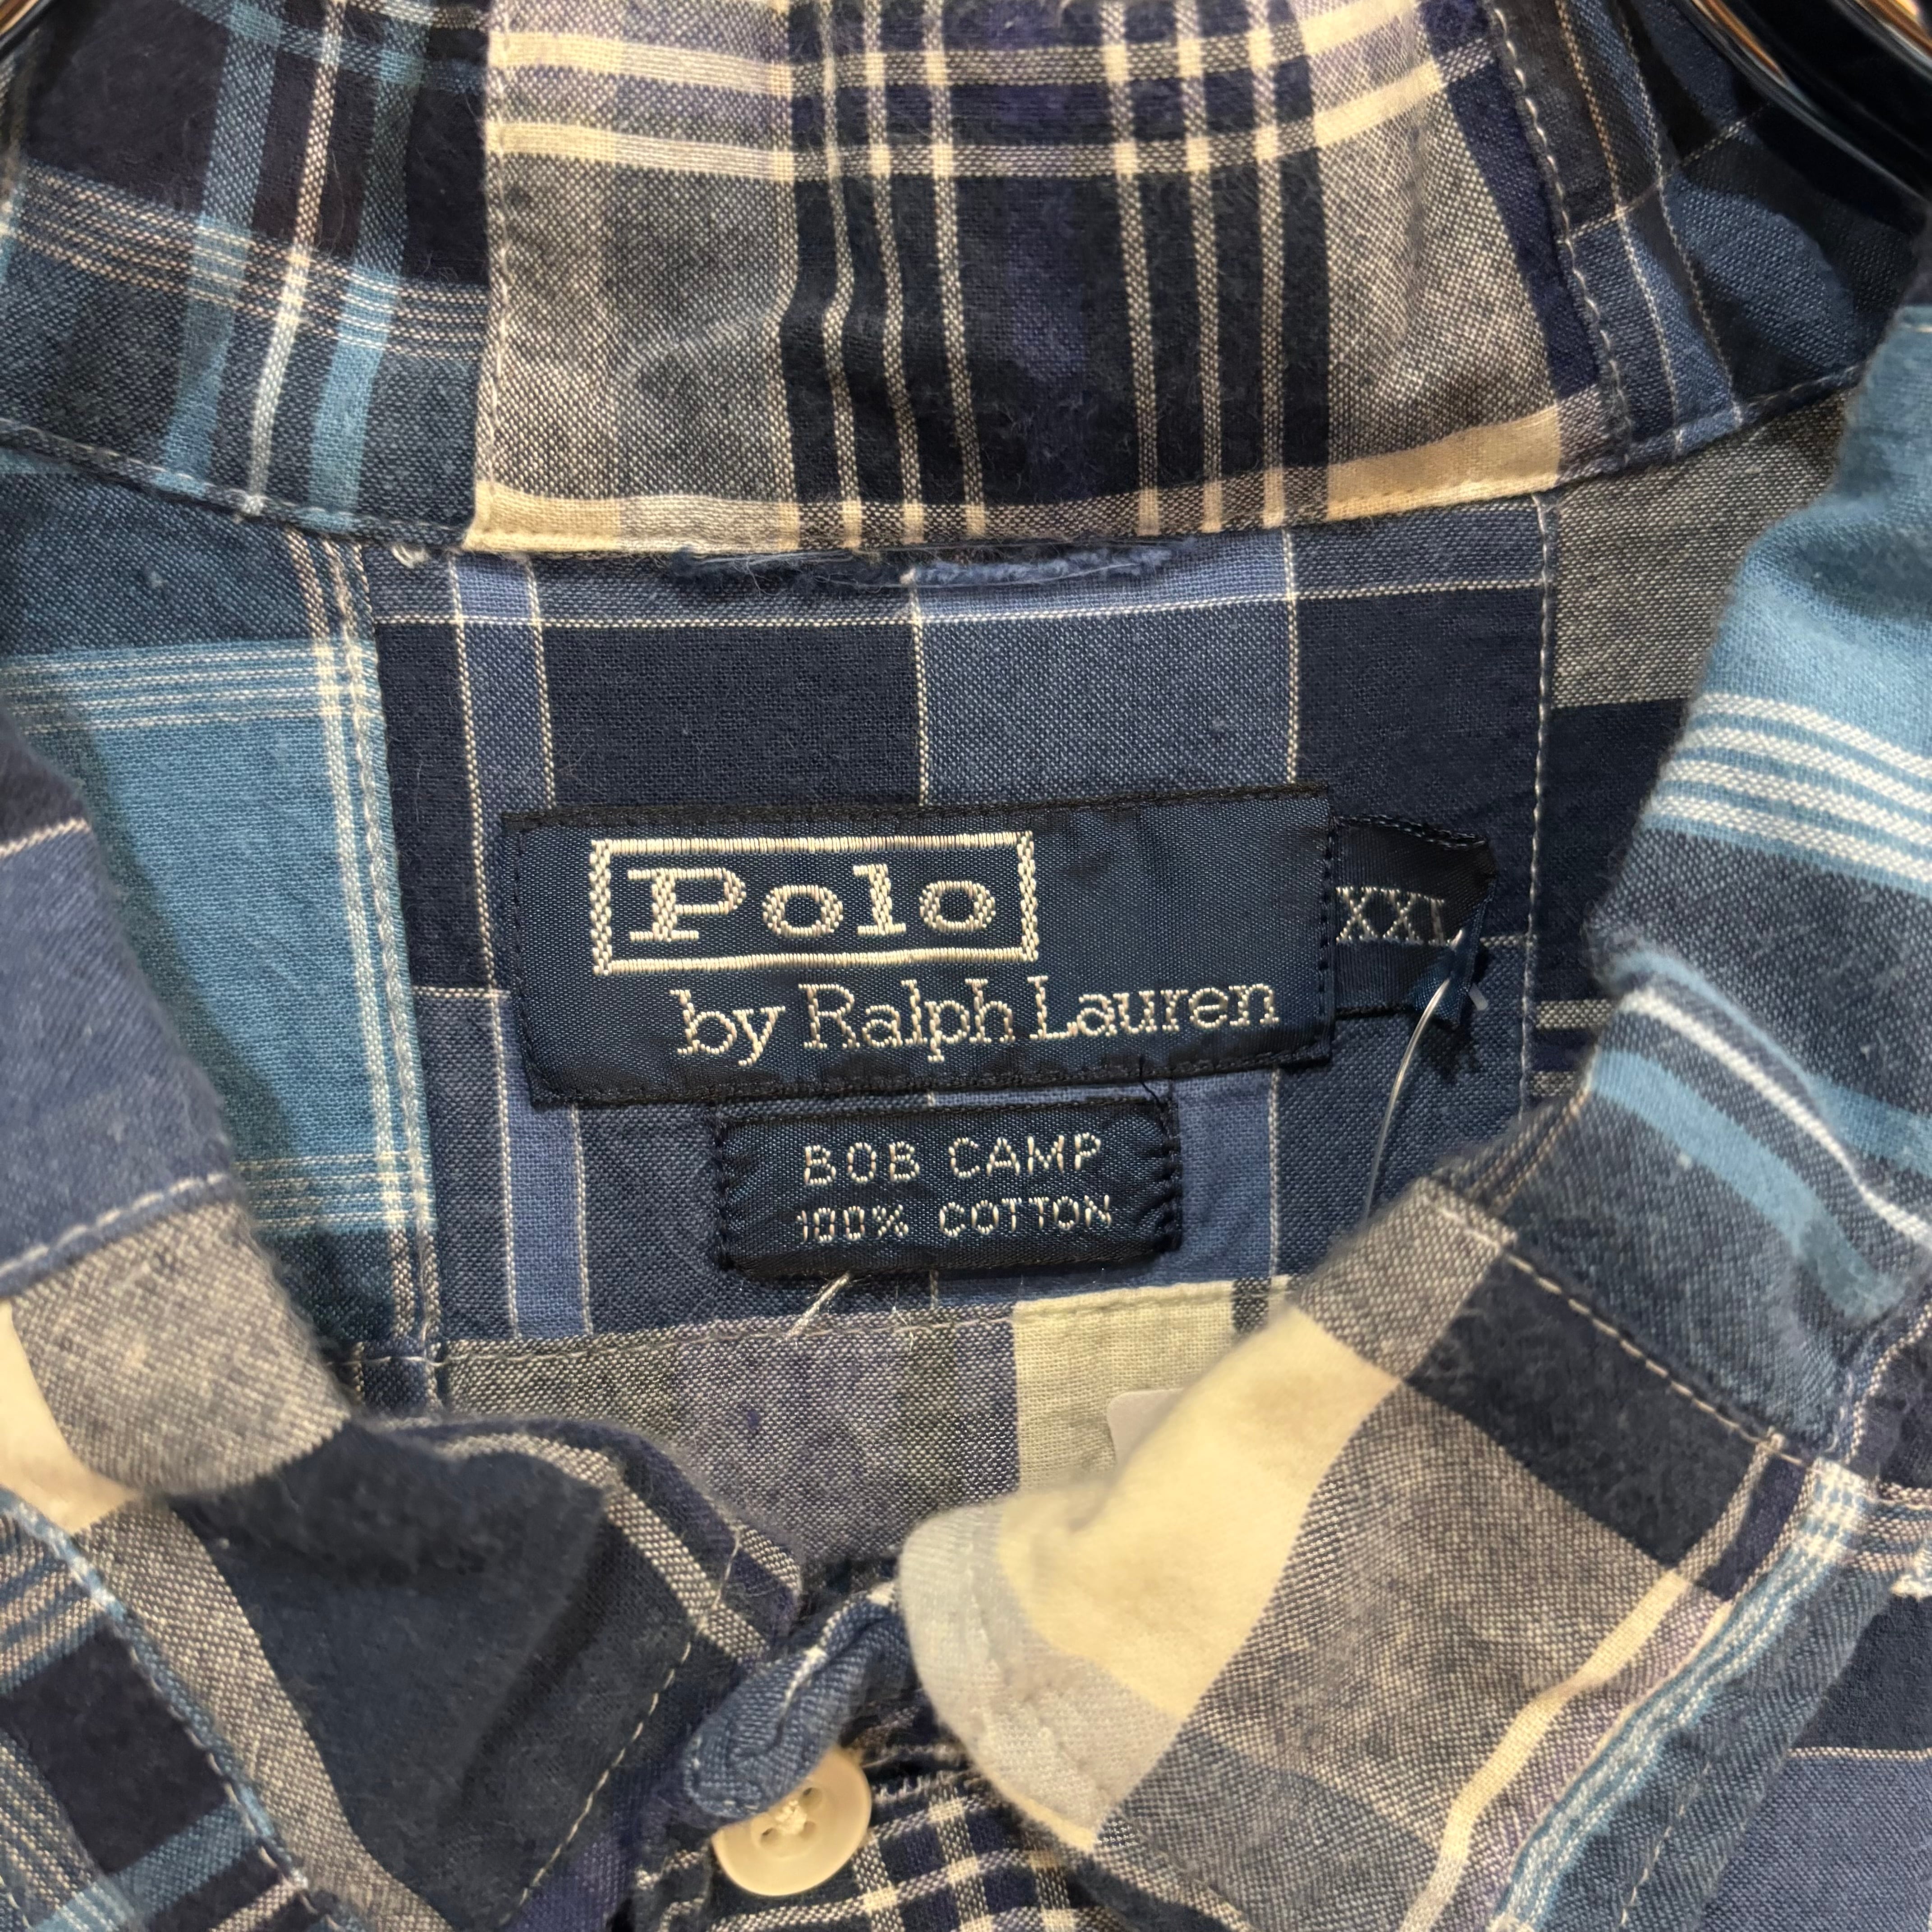 Polo
by Ralph Lauren
XXL
BOB CAMP
100% COTTON